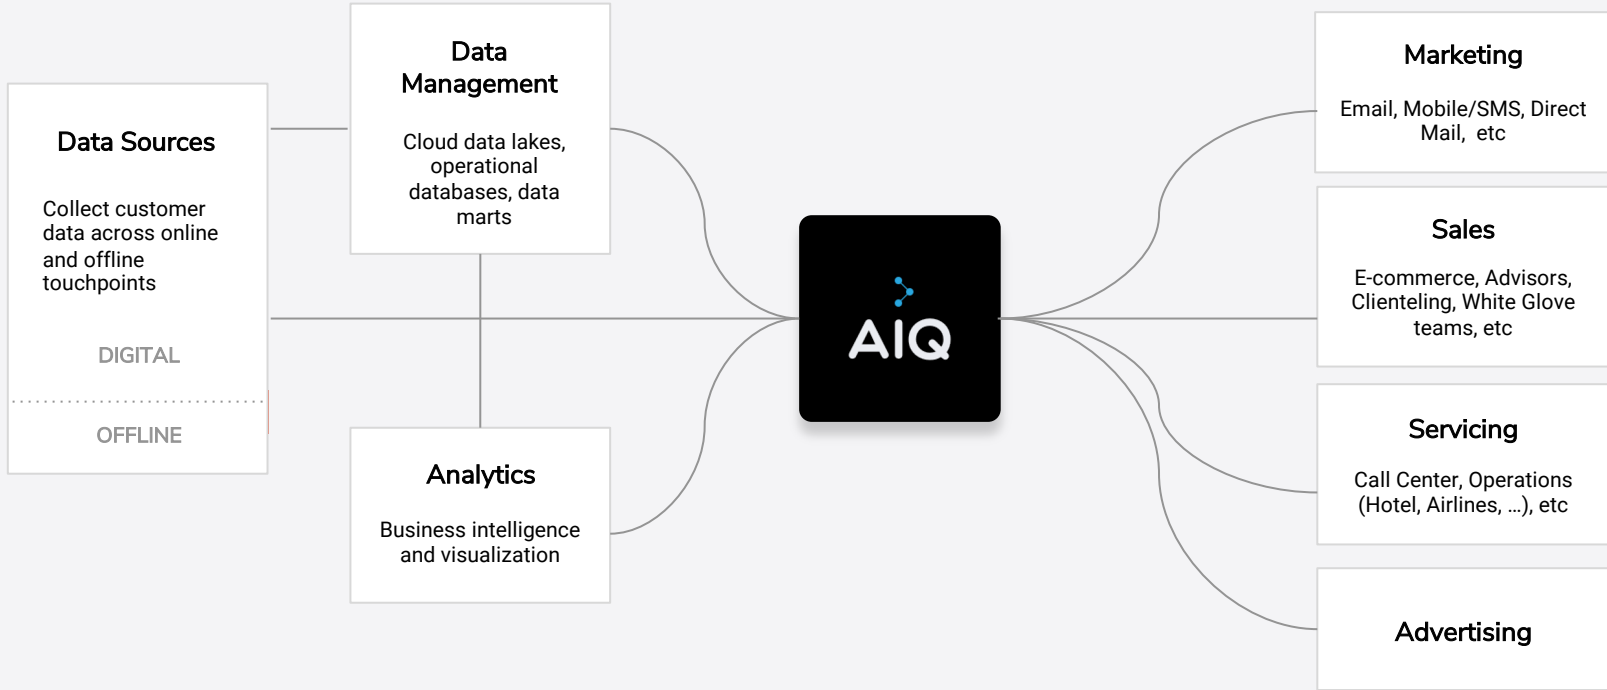 Data Sources
Collect customer
data across online
and offline
touchpoints
DIGITAL
OFFLINE
Data
Management
Cloud data lakes,
operational
databases, data
marts
Analytics
Business intelligence
and visualization
AIQ
Marketing
Email, Mobile/SMS, Direct
Mail, etc
Sales
E-commerce, Advisors,
Clienteling, White Glove
teams, etc
Servicing
Call Center, Operations
(Hotel, Airlines, ...), etc
Advertising